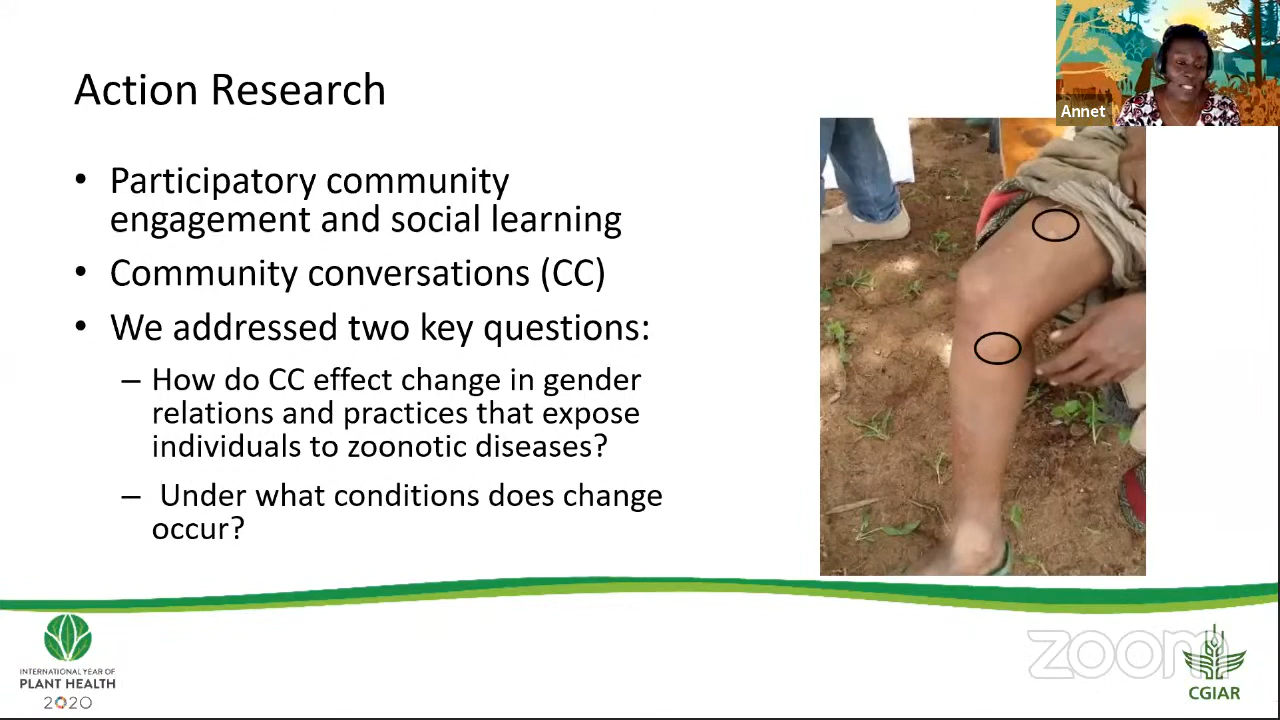 Action Research
Annet
• Participatory community
engagement and social learning
• Community conversations (CC)
• We addressed two key questions:
– How do CC effect change in gender
relations and practices that expose
individuals to zoonotic diseases?
– Under what conditions does change
occur?
INTERNATIONAL YEAR OF
PLANT HEALTH
2020
zoom
CGIAR